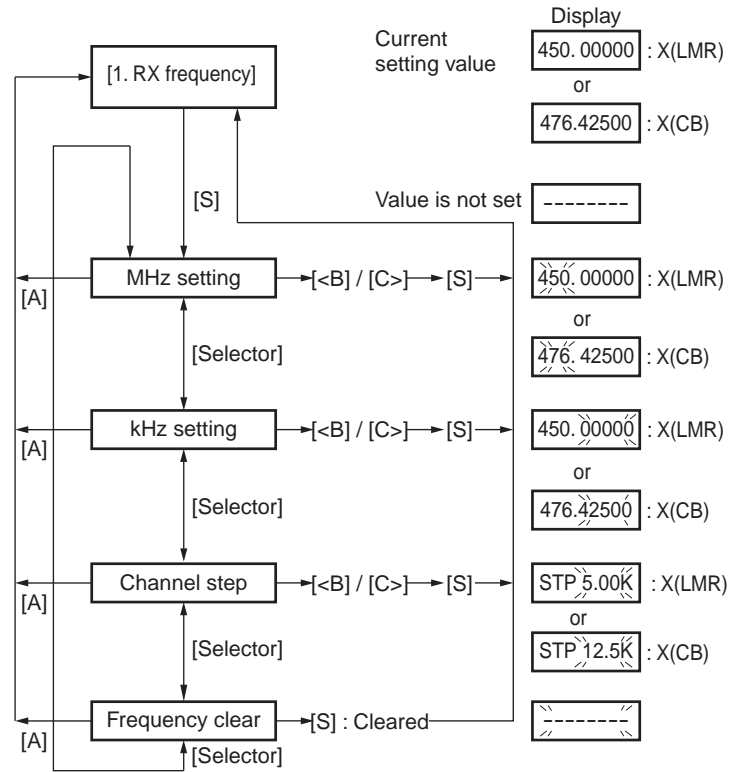 Display
Current
setting value
450. 00000 : X(LMR)
[1. RX frequency]
or
476.42500 : X(CB)
[S]
Value is not set
--------
MHz setting
[<B] / [C>]
[S]
450. 00000 : X(LMR)
[A]
or
[Selector]
476. 42500 : X(CB)
kHz setting
[<B] / [C>]
[S]
450. 00000 : X(LMR)
[A]
or
[Selector]
476.42500 : X(CB)
Channel step
[<B] / [C>]
[S]
STP 5.00K : X(LMR)
[A]
or
[Selector]
STP 12.5K : X(CB)
Frequency clear
[S] : Cleared
--------
[A]
[Selector]